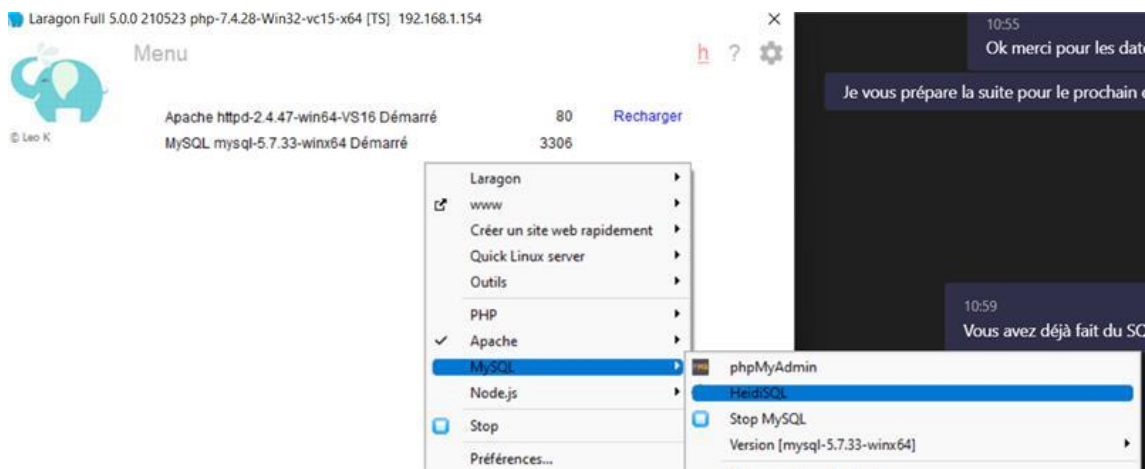 Laragon Full 5.0.0 210523 php-7.4.28-Win32-vc15-x64 [TS] 192.168.1.154
Menu
h ?
© Leo K
Apache httpd-2.4.47-win64-VS16 Démarré 80 Recharger
MySQL mysql-5.7.33-winx64 Démarré 3306
Laragon
www
Créer un site web rapidement
Quick Linux server
Outils
PHP
Apache
MySQL
Node.js
Stop
Préférences...
phpMyAdmin
HeidiSQL
Stop MySQL
Version [mysql-5.7.33-winx64]
10:55
Ok merci pour les date
Je vous prépare la suite pour le prochain
10:59
Vous avez déjà fait du SQ